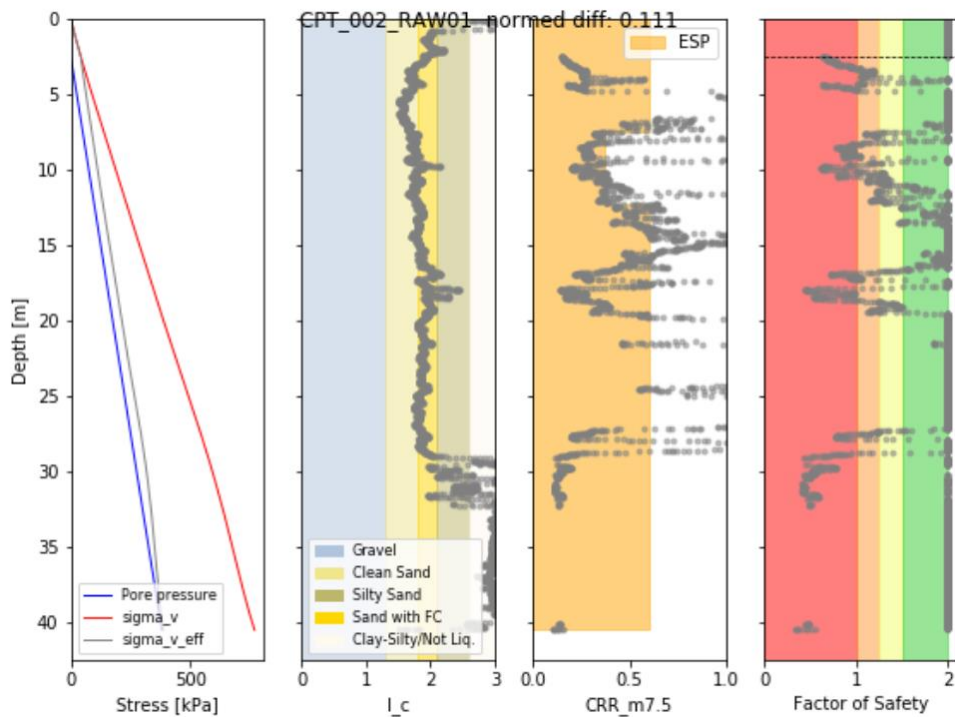 CPT_002_RAW01 normed diff: 0.111
ESP
0
5
10
15
20
25
30
35
40
Depth [m]
Pore pressure
sigma_v
sigma_v_eff
Gravel
Clean Sand
Silty Sand
Sand with FC
Clay-Silty/Not Liq.
0 500
0 1 2 3
0.0 0.5 1.0
0 1 2
Stress [kPa]
I_c
CRR_m7.5
Factor of Safety